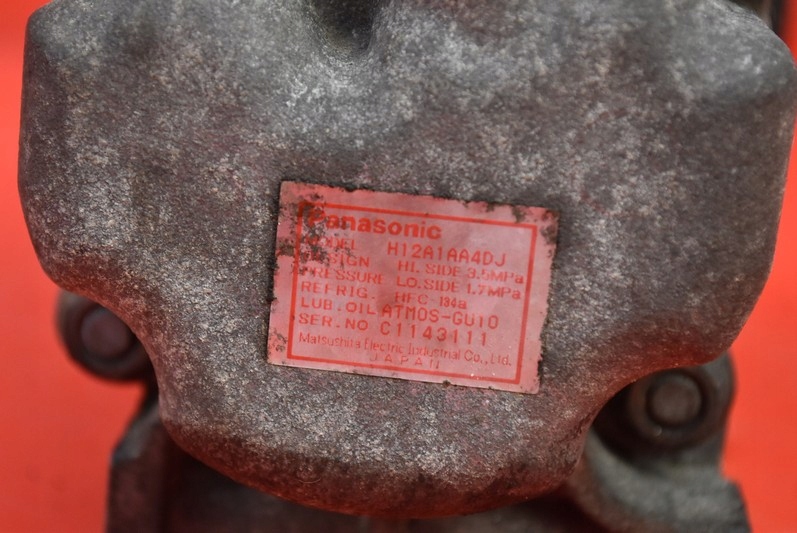 Panasonic
MODEL H12A1AA4DJ
DESIGN HI. SIDE 3.5MPa
PRESSURE LO. SIDE 1.7MPa
REFRIG. HFC-134a
LUB. OIL ATMOS-GU10
SER. NO C1143111
Matsushita Electric Industrial Co., Ltd.
JAPAN